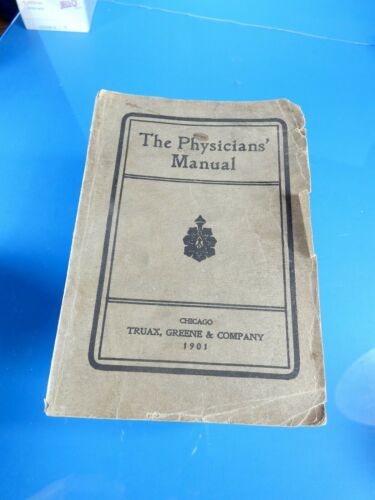 The Physicians'
Manual
CHICAGO
TRUAX, GREENE & COMPANY
1901